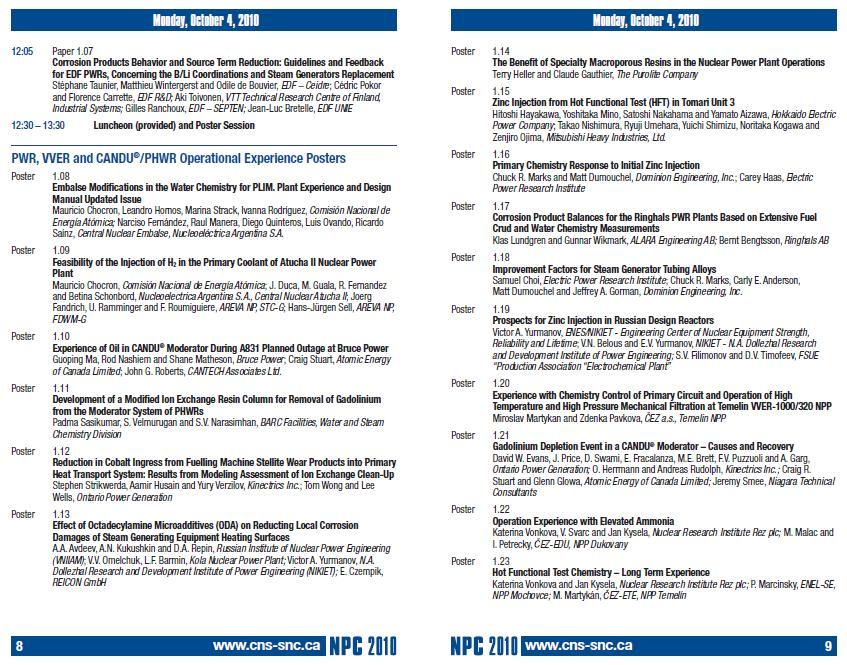 Monday, October 4, 2010
12:05 Paper 1.07
Corrosion Products Behavior and Source Term Reduction: Guidelines and Feedback
for EDF PWRs, Concerning the B/Li Coordinations and Steam Generators Replacement
Stéphane Taunier, Matthieu Wintergerst and Odile de Bouvier, EDF – Ceidre; Cédric Pokor
and Florence Carrette, EDF R&D; Aki Toivonen, VTT Technical Research Centre of Finland,
Industrial Systems; Gilles Ranchoux, EDF – SEPTEN; Jean-Luc Bretelle, EDF UNIE
12:30 – 13:30 Luncheon (provided) and Poster Session
PWR, VVER and CANDU®/PHWR Operational Experience Posters
Poster 1.08
Embalse Modifications in the Water Chemistry for PLIM. Plant Experience and Design
Manual Updated Issue
Mauricio Chocron, Leandro Homos, Marina Strack, Ivanna Rodriguez, Comisión Nacional de
Energía Atómica; Narciso Fernández, Raul Manera, Diego Quinteros, Luis Ovando, Ricardo
Sainz, Central Nuclear Embalse, Nucleoeléctrica Argentina S.A.
Poster 1.09
Feasibility of the Injection of H2 in the Primary Coolant of Atucha II Nuclear Power
Plant
Mauricio Chocron, Comisión Nacional de Energía Atómica; J. Duca, M. Guala, R. Fernandez
and Betina Schonbord, Nucleoelectrica Argentina S.A., Central Nuclear Atucha II; Joerg
Fandrich, U. Ramminger and F. Roumiguiere, AREVA NP, STC-G; Hans-Jürgen Sell, AREVA NP,
FDWM-G
Poster 1.10
Experience of Oil in CANDU® Moderator During A831 Planned Outage at Bruce Power
Guoping Ma, Rod Nashiem and Shane Matheson, Bruce Power; Craig Stuart, Atomic Energy
of Canada Limited; John G. Roberts, CANTECH Associates Ltd.
Poster 1.11
Development of a Modified Ion Exchange Resin Column for Removal of Gadolinium
from the Moderator System of PHWRs
Padma Sasikumar, S. Velmurugan and S.V. Narasimhan, BARC Facilities, Water and Steam
Chemistry Division
Poster 1.12
Reduction in Cobalt Ingress from Fuelling Machine Stellite Wear Products into Primary
Heat Transport System: Results from Modeling Assessment of Ion Exchange Clean-Up
Stephen Strikwerda, Aamir Husain and Yury Verzilov, Kinectrics Inc.; Tom Wong and Lee
Wells, Ontario Power Generation
Poster 1.13
Effect of Octadecylamine Microadditives (ODA) on Reducting Local Corrosion
Damages of Steam Generating Equipment Heating Surfaces
A.A. Avdeev, A.N. Kukushkin and D.A. Repin, Russian Institute of Nuclear Power Engineering
(VNIIAM); V.V. Omelchuk, L.F. Barmin, Kola Nuclear Power Plant; Victor A. Yurmanov, N.A.
Dollezhal Research and Development Institute of Power Engineering (NIKIET); E. Czempik,
REICON GmbH
8 www.cns-snc.ca NPC 2010
Monday, October 4, 2010
Poster 1.14
The Benefit of Specialty Macroporous Resins in the Nuclear Power Plant Operations
Terry Heller and Claude Gauthier, The Purolite Company
Poster 1.15
Zinc Injection from Hot Functional Test (HFT) in Tomari Unit 3
Hitoshi Hayakawa, Yoshitaka Mino, Satoshi Nakahama and Yamato Aizawa, Hokkaido Electric
Power Company; Takao Nishimura, Ryuji Umehara, Yuichi Shimizu, Noritaka Kogawa and
Zenjiro Ojima, Mitsubishi Heavy Industries, Ltd.
Poster 1.16
Primary Chemistry Response to Initial Zinc Injection
Chuck R. Marks and Matt Dumouchel, Dominion Engineering, Inc.; Carey Haas, Electric
Power Research Institute
Poster 1.17
Corrosion Product Balances for the Ringhals PWR Plants Based on Extensive Fuel
Crud and Water Chemistry Measurements
Klas Lundgren and Gunnar Wikmark, ALARA Engineering AB; Bernt Bengtsson, Ringhals AB
Poster 1.18
Improvement Factors for Steam Generator Tubing Alloys
Samuel Choi, Electric Power Research Institute; Chuck R. Marks, Carly E. Anderson,
Matt Dumouchel and Jeffrey A. Gorman, Dominion Engineering, Inc.
Poster 1.19
Prospects for Zinc Injection in Russian Design Reactors
Victor A. Yurmanov, ENES/NIKIET - Engineering Center of Nuclear Equipment Strength,
Reliability and Lifetime; V.N. Belous and E.V. Yurmanov, NIKIET - N.A. Dollezhal Research
and Development Institute of Power Engineering; S.V. Filimonov and D.V. Timofeev, FSUE
“Production Association “Electrochemical Plant”
Poster 1.20
Experience with Chemistry Control of Primary Circuit and Operation of High
Temperature and High Pressure Mechanical Filtration at Temelin VVER-1000/320 NPP
Miroslav Martykan and Zdenka Pavkova, ČEZ a.s., Temelin NPP
Poster 1.21
Gadolinium Depletion Event in a CANDU® Moderator – Causes and Recovery
David W. Evans, J. Price, D. Swami, E. Fracalanza, M.E. Brett, F.V. Puzzuoli and A. Garg,
Ontario Power Generation; O. Herrmann and Andreas Rudolph, Kinectrics Inc.; Craig R.
Stuart and Glenn Glowa, Atomic Energy of Canada Limited; Jeremy Smee, Niagara Technical
Consultants
Poster 1.22
Operation Experience with Elevated Ammonia
Katerina Vonkova, V. Svarc and Jan Kysela, Nuclear Research Institute Rez plc; M. Malac and
I. Petrecky, ČEZ-EDU, NPP Dukovany
Poster 1.23
Hot Functional Test Chemistry – Long Term Experience
Katerina Vonkova and Jan Kysela, Nuclear Research Institute Rez plc; P. Marcinsky, ENEL-SE,
NPP Mochovce; M. Martykán, ČEZ-ETE, NPP Temelín
NPC 2010 www.cns-snc.ca 9